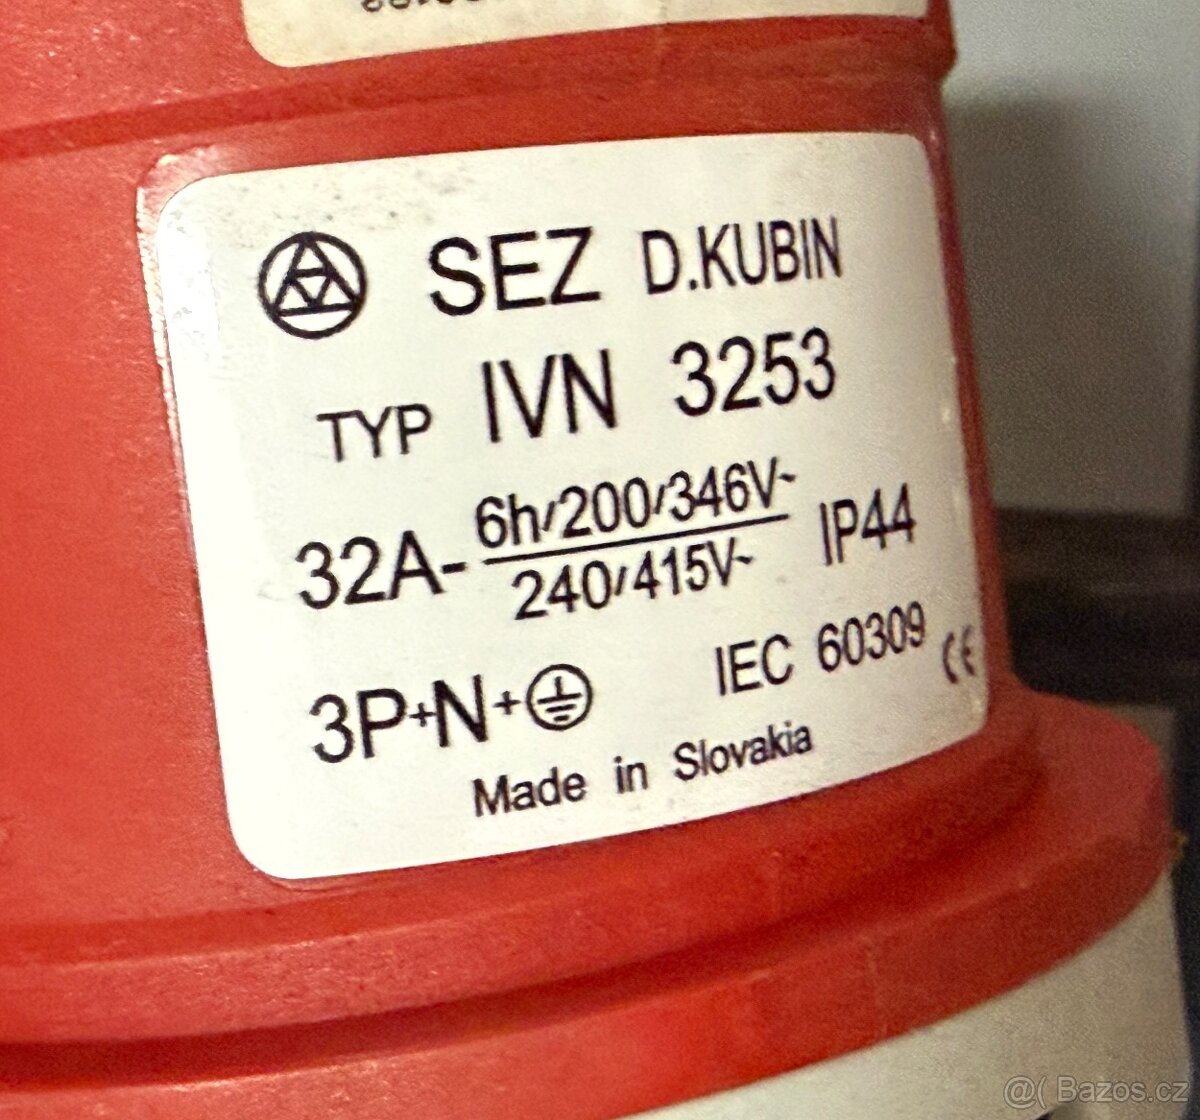 SEZ D.KUBIN
TYP IVN 3253
32A- 6h/200/346V~ IP44
240/415V~
3P+N+⏚ IEC 60309 CE
Made in Slovakia
@( Bazos.cz